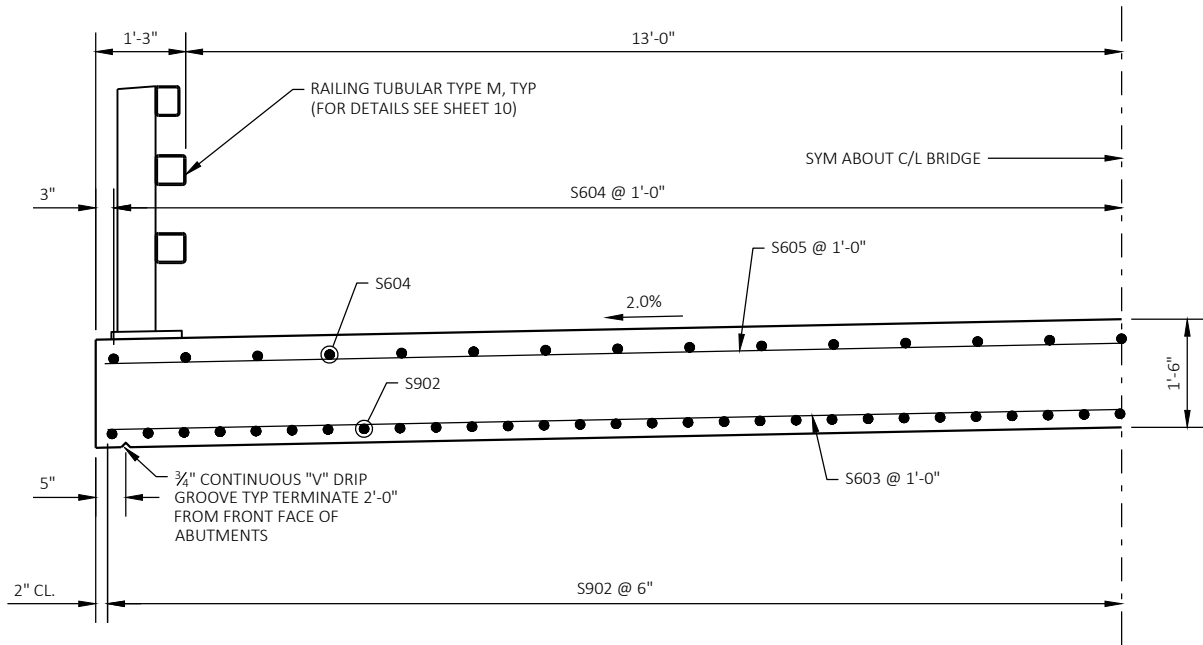 1'-3"
13'-0"
RAILING TUBULAR TYPE M, TYP
(FOR DETAILS SEE SHEET 10)
SYM ABOUT C/L BRIDGE
3"
S604 @ 1'-0"
S605 @ 1'-0"
S604
2.0%
1'-6"
S902
S603 @ 1'-0"
5"
¾" CONTINUOUS "V" DRIP
GROOVE TYP TERMINATE 2'-0"
FROM FRONT FACE OF
ABUTMENTS
2" CL.
S902 @ 6"